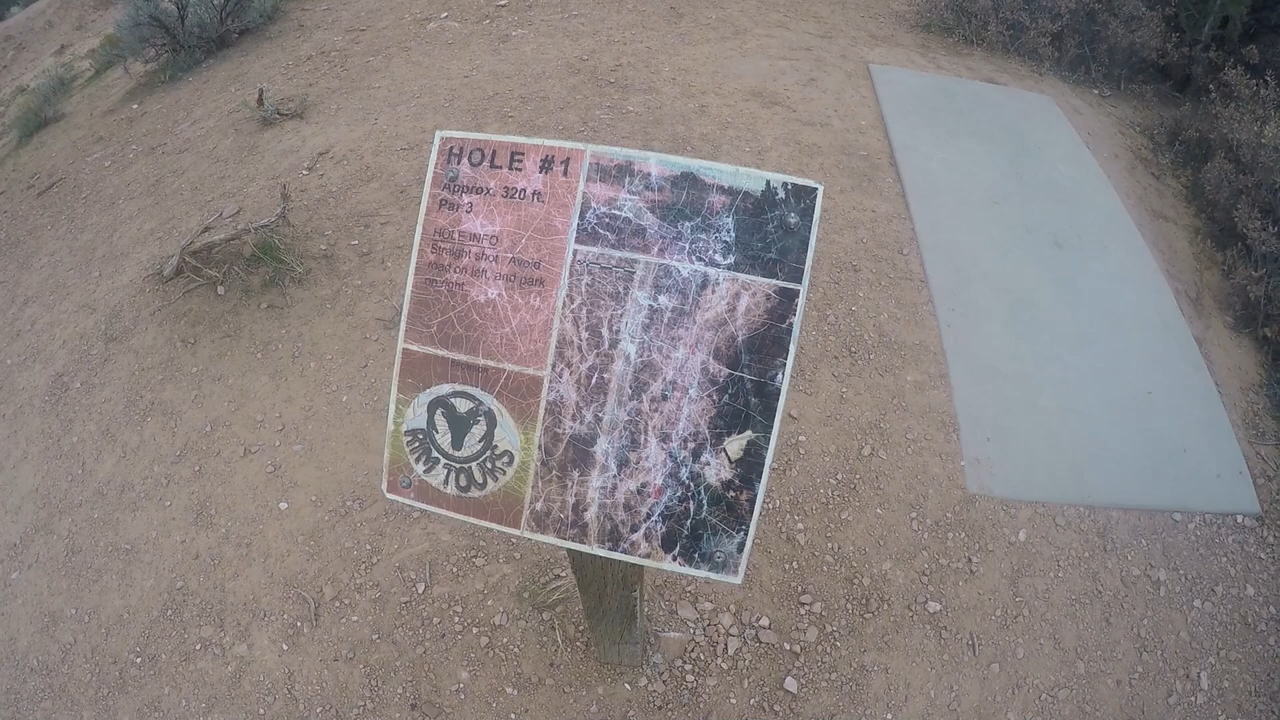 HOLE #1
Approx. 320 ft.
Par 3
HOLE INFO
Straight shot. Avoid
road on left, and park
on right.
RIM TOURS